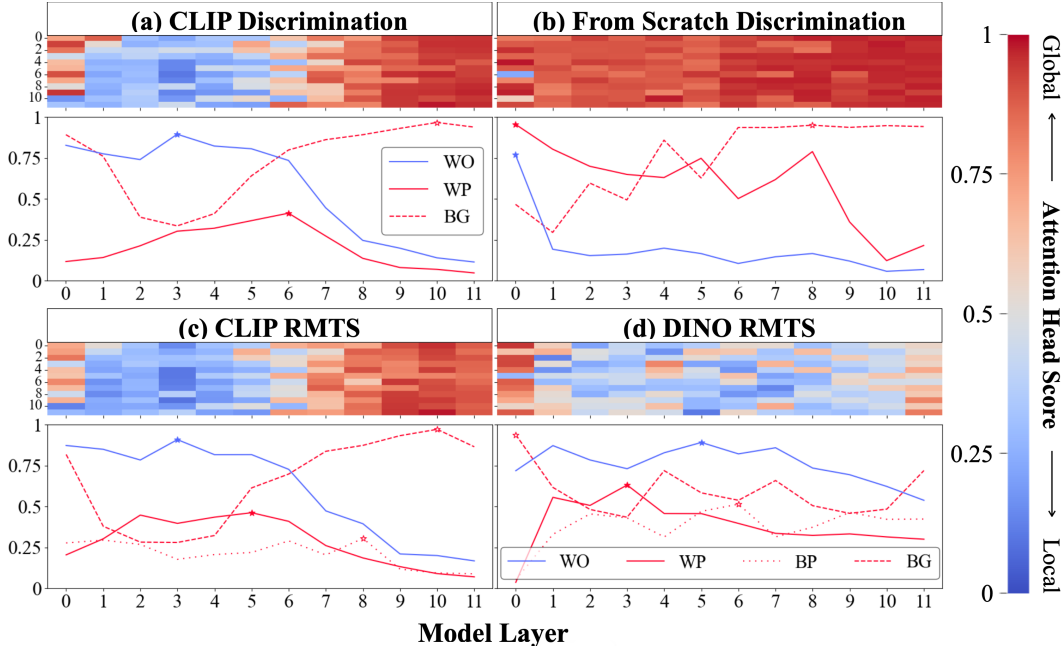 (a) CLIP Discrimination
(b) From Scratch Discrimination
0
2
4
6
8
10
1
0.75
0.5
0.25
0
WO
WP
BG
0 1 2 3 4 5 6 7 8 9 10 11
0 1 2 3 4 5 6 7 8 9 10 11
(c) CLIP RMTS
(d) DINO RMTS
0
2
4
6
8
10
1
0.75
0.5
0.25
0
WO WP BP BG
0 1 2 3 4 5 6 7 8 9 10 11
0 1 2 3 4 5 6 7 8 9 10 11
Model Layer
1
0.75
0.5
0.25
0
Global
Attention Head Score
Local